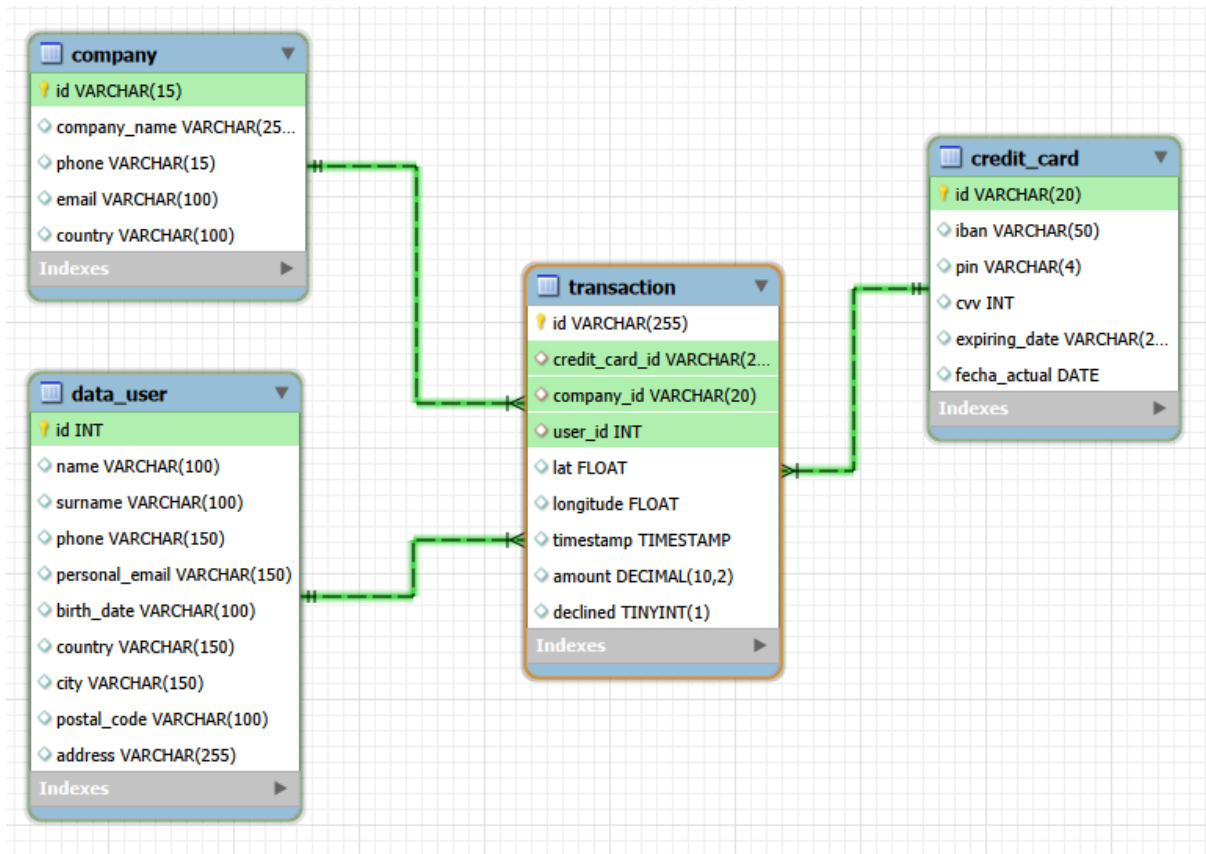 company
id VARCHAR(15)
company_name VARCHAR(25...
phone VARCHAR(15)
email VARCHAR(100)
country VARCHAR(100)
Indexes
data_user
id INT
name VARCHAR(100)
surname VARCHAR(100)
phone VARCHAR(150)
personal_email VARCHAR(150)
birth_date VARCHAR(100)
country VARCHAR(150)
city VARCHAR(150)
postal_code VARCHAR(100)
address VARCHAR(255)
Indexes
transaction
id VARCHAR(255)
credit_card_id VARCHAR(2...
company_id VARCHAR(20)
user_id INT
lat FLOAT
longitude FLOAT
timestamp TIMESTAMP
amount DECIMAL(10,2)
declined TINYINT(1)
Indexes
credit_card
id VARCHAR(20)
iban VARCHAR(50)
pin VARCHAR(4)
cvv INT
expiring_date VARCHAR(2...
fecha_actual DATE
Indexes